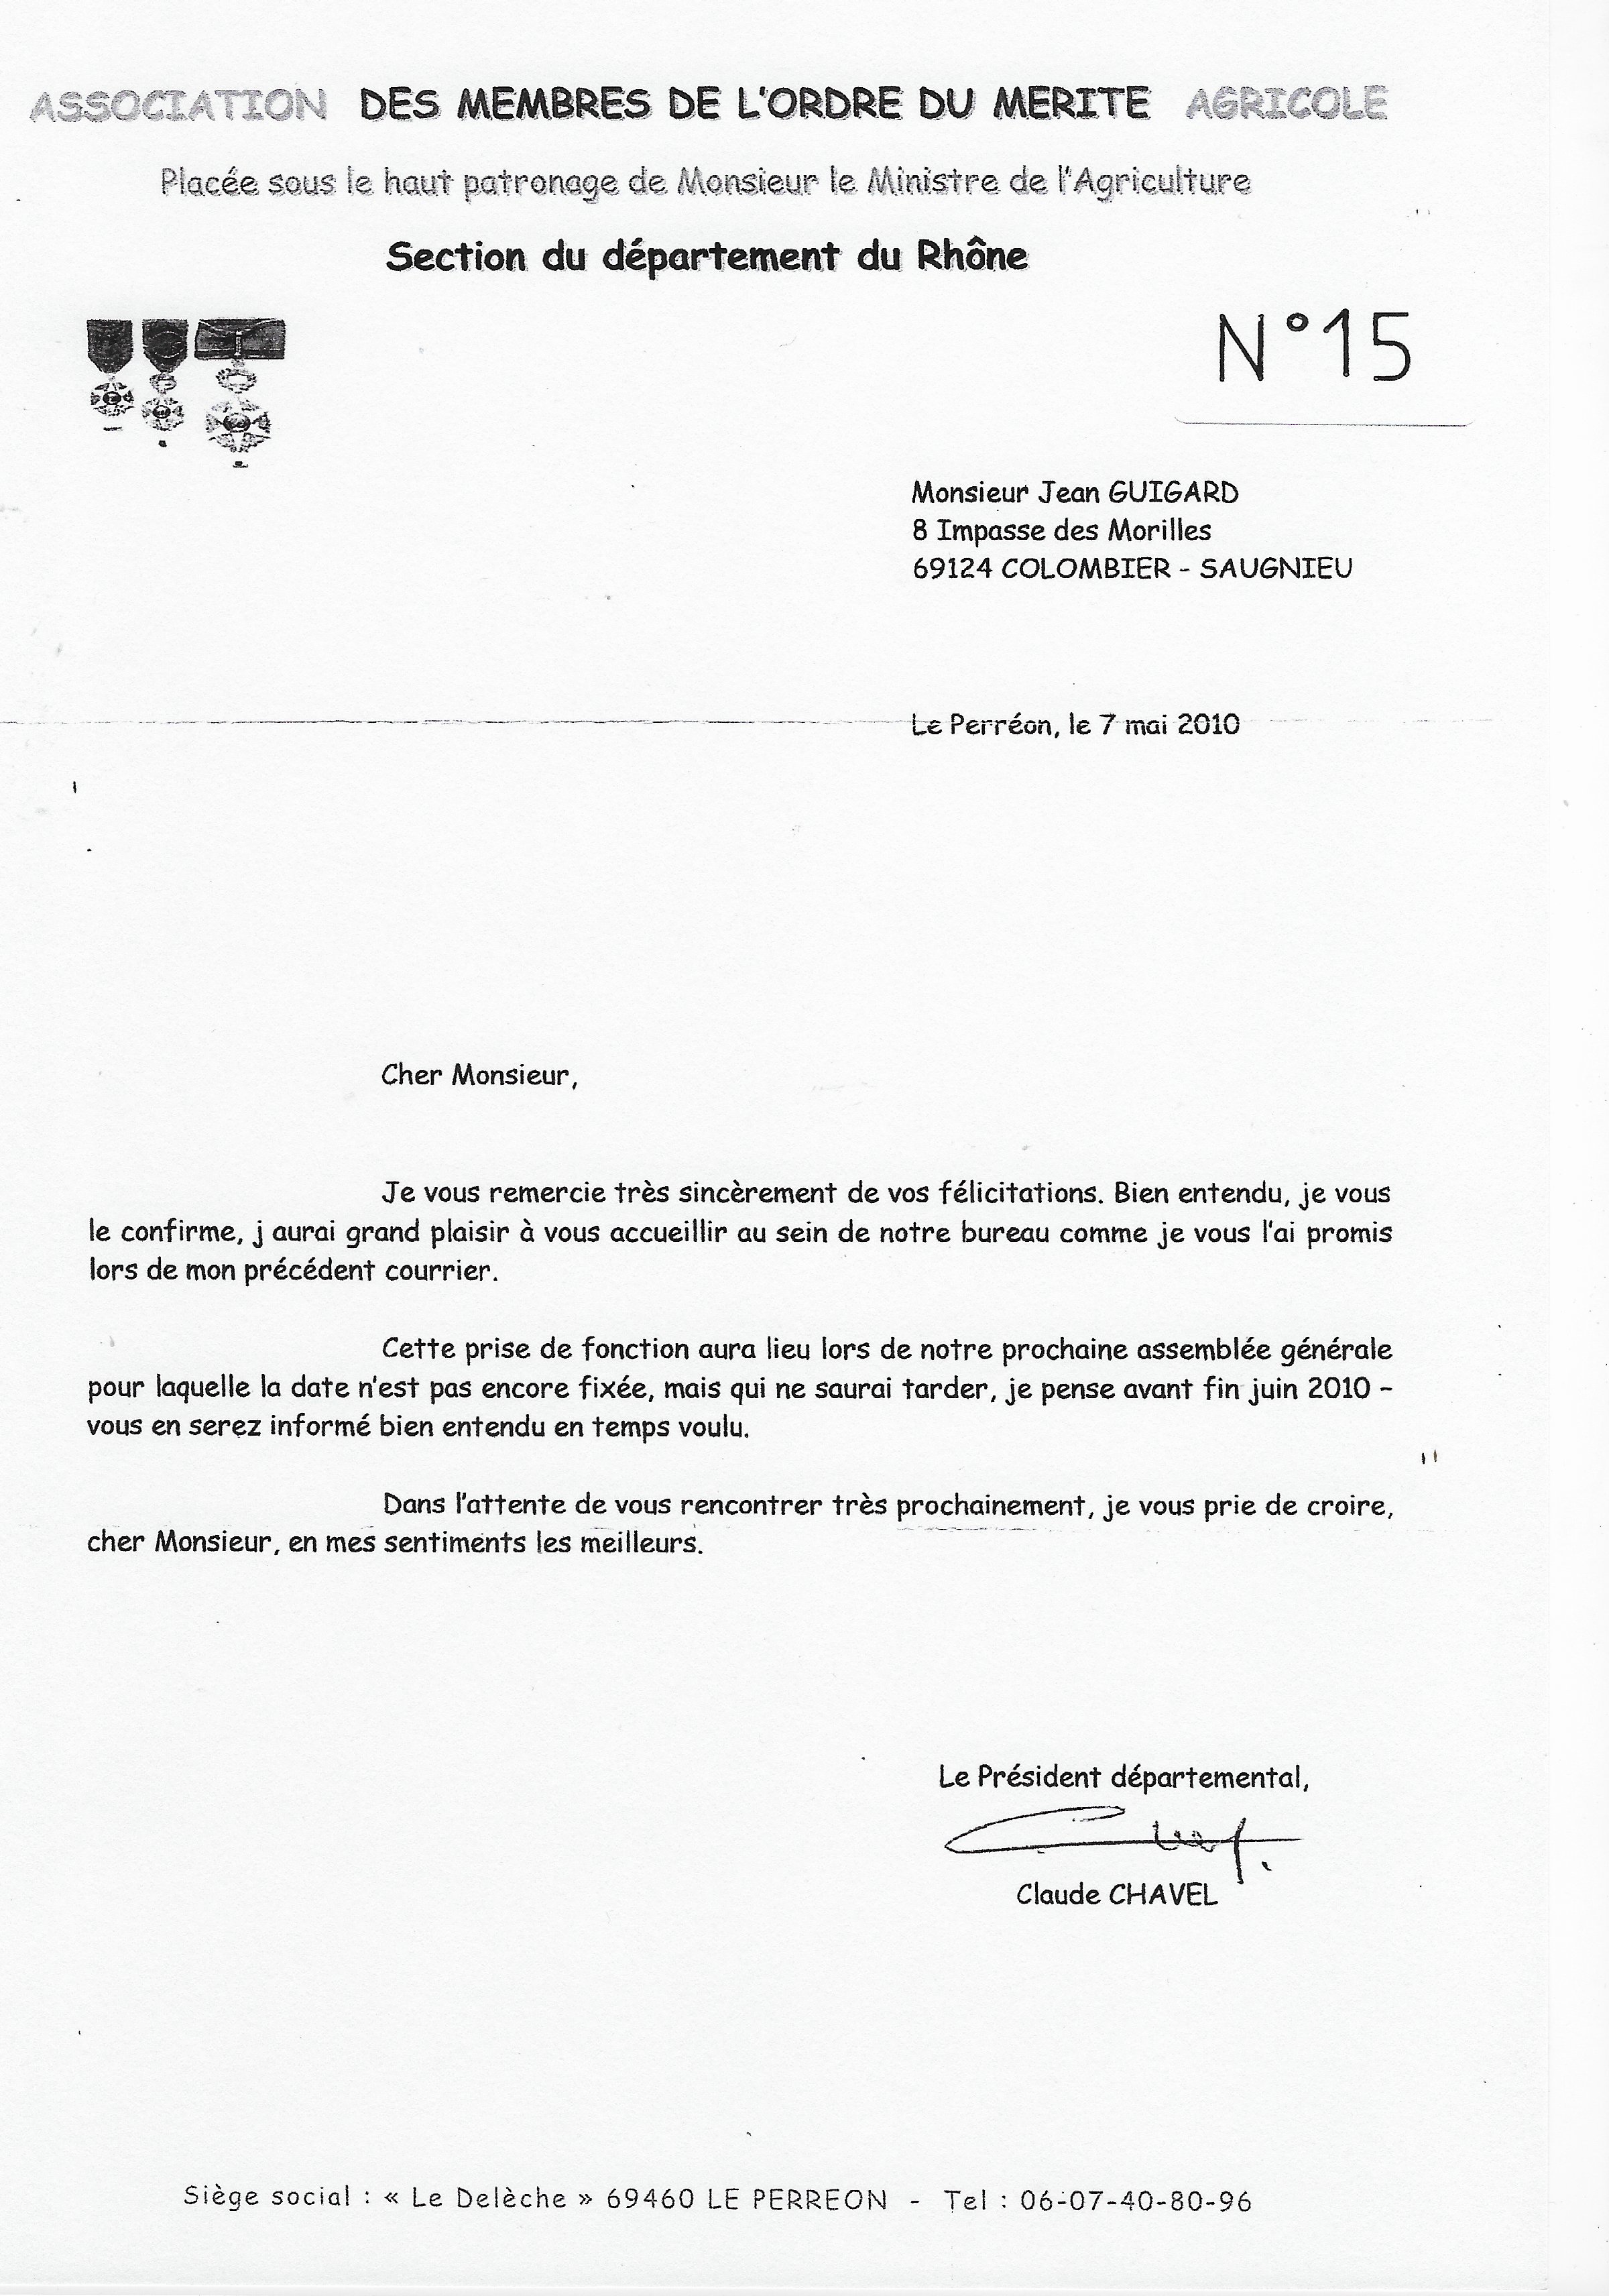 ASSOCIATION DES MEMBRES DE L'ORDRE DU MERITE AGRICOLE
Placée sous le haut patronage de Monsieur le Ministre de l'Agriculture
Section du département du Rhône
N°15
Monsieur Jean GUIGARD
8 Impasse des Morilles
69124 COLOMBIER - SAUGNIEU
Le Perréon, le 7 mai 2010
Cher Monsieur,
Je vous remercie très sincèrement de vos félicitations. Bien entendu, je vous
le confirme, j aurai grand plaisir à vous accueillir au sein de notre bureau comme je vous l'ai promis
lors de mon précédent courrier.
Cette prise de fonction aura lieu lors de notre prochaine assemblée générale
pour laquelle la date n'est pas encore fixée, mais qui ne saurai tarder, je pense avant fin juin 2010 -
vous en serez informé bien entendu en temps voulu.
Dans l'attente de vous rencontrer très prochainement, je vous prie de croire,
cher Monsieur, en mes sentiments les meilleurs.
Le Président départemental,
Claude CHAVEL
Siège social : « Le Delèche » 69460 LE PERREON - Tel : 06-07-40-80-96